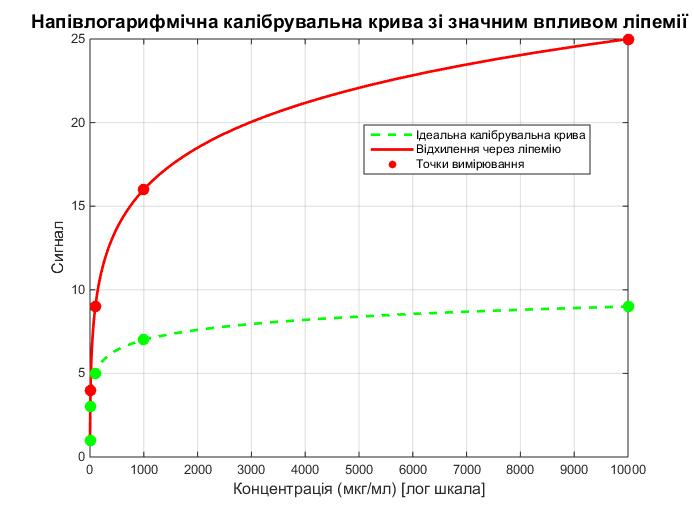 Напівлогарифмічна калібрувальна крива зі значним впливом ліпемії
25
20
15
10
5
0
Сигнал
Ідеальна калібрувальна крива
Відхилення через ліпемію
Точки вимірювання
0 1000 2000 3000 4000 5000 6000 7000 8000 9000 10000
Концентрація (мкг/мл) [лог шкала]